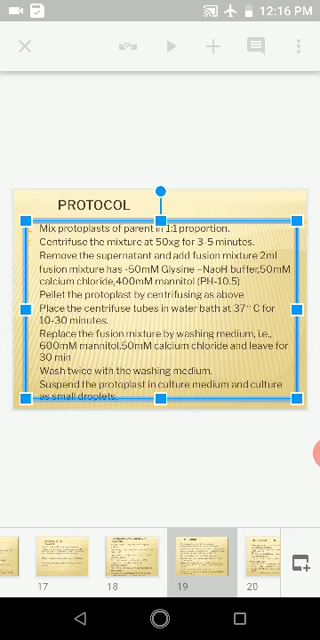 12:16 PM
PROTOCOL
Mix protoplasts of parent in 1:1 proportion.
Centrifuse the mixture at 50xg for 3-5 minutes.
Remove the supernatant and add fusion mixture 2ml
fusion mixture has -50mM Glysine –NaoH buffer,50mM
calcium chloride,400mM mannitol (PH-10.5)
Pellet the protoplast by centrifusing as above
Place the centrifuse tubes in water bath at 37° C for
10-30 minutes.
Replace the fusion mixture by washing medium, i.e.,
600mM mannitol,50mM calcium chloride and leave for
30 min
Wash twice with the washing medium.
Suspend the protoplast in culture medium and culture
as small droplets.
17
18
19
20